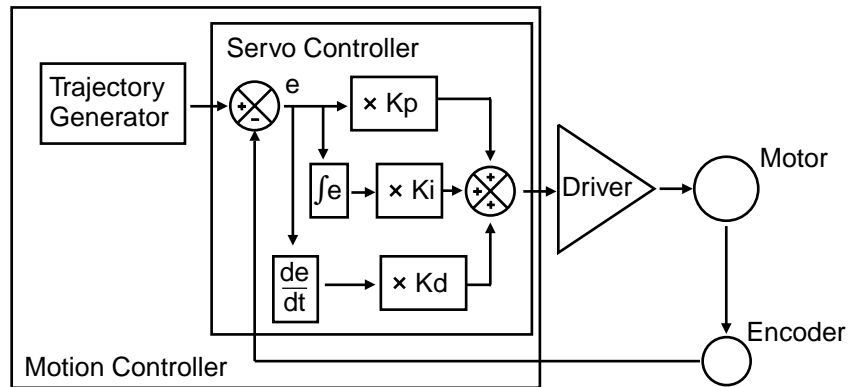 Servo Controller
Trajectory
Generator
+
−
e
× Kp
∫e
× Ki
+
+ +
+
de
dt
× Kd
Driver
Motor
Encoder
Motion Controller